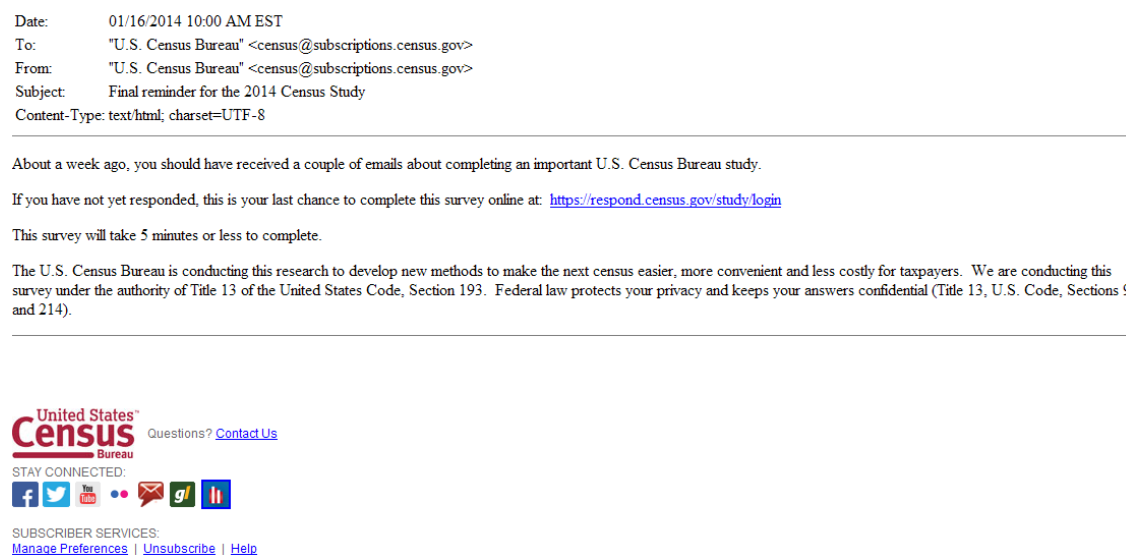 Date: 01/16/2014 10:00 AM EST
To: "U.S. Census Bureau" <census@subscriptions.census.gov>
From: "U.S. Census Bureau" <census@subscriptions.census.gov>
Subject: Final reminder for the 2014 Census Study
Content-Type: text/html; charset=UTF-8
About a week ago, you should have received a couple of emails about completing an important U.S. Census Bureau study.
If you have not yet responded, this is your last chance to complete this survey online at: https://respond.census.gov/study/login
This survey will take 5 minutes or less to complete.
The U.S. Census Bureau is conducting this research to develop new methods to make the next census easier, more convenient and less costly for taxpayers. We are conducting this
survey under the authority of Title 13 of the United States Code, Section 193. Federal law protects your privacy and keeps your answers confidential (Title 13, U.S. Code, Sections 9
and 214).
United States™
Census
Bureau
Questions? Contact Us
STAY CONNECTED:
f You Tube g/
SUBSCRIBER SERVICES:
Manage Preferences | Unsubscribe | Help